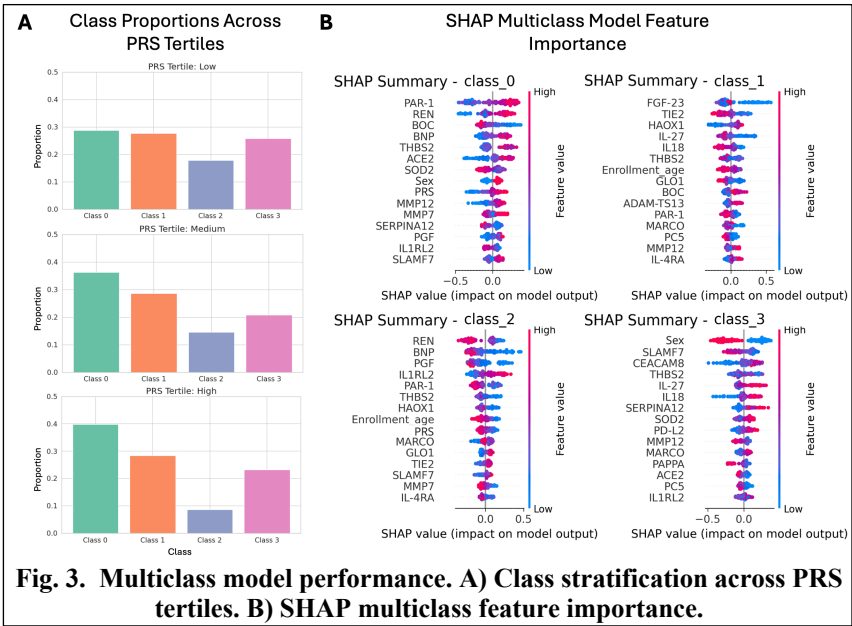 A
Class Proportions Across
PRS Tertiles
PRS Tertile: Low
0.5
0.4
0.3
0.2
0.1
0.0
Proportion
Class 0 Class 1 Class 2 Class 3
PRS Tertile: Medium
0.5
0.4
0.3
0.2
0.1
0.0
Proportion
Class 0 Class 1 Class 2 Class 3
PRS Tertile: High
0.5
0.4
0.3
0.2
0.1
0.0
Proportion
Class 0 Class 1 Class 2 Class 3
Class
B
SHAP Multiclass Model Feature
Importance
SHAP Summary - class_0
High
PAR-1
REN
BOC
BNP
THBS2
ACE2
SOD2
Sex
PRS
MMP12
MMP7
SERPINA12
PGF
IL1RL2
SLAMF7
Low
Feature value
−0.5 0.0
SHAP value (impact on model output)
SHAP Summary - class_1
High
FGF-23
TIE2
HAOX1
IL-27
IL18
THBS2
Enrollment_age
GLO1
BOC
ADAM-TS13
PAR-1
MARCO
PC5
MMP12
IL-4RA
Low
Feature value
0.0 0.5
SHAP value (impact on model output)
SHAP Summary - class_2
High
REN
BNP
PGF
IL1RL2
PAR-1
THBS2
HAOX1
Enrollment_age
PRS
MARCO
GLO1
TIE2
SLAMF7
MMP7
IL-4RA
Low
Feature value
0.0 0.5
SHAP value (impact on model output)
SHAP Summary - class_3
High
Sex
SLAMF7
CEACAM8
THBS2
IL-27
IL18
SERPINA12
SOD2
PD-L2
MMP12
MARCO
PAPPA
ACE2
PC5
IL1RL2
Low
Feature value
−0.5 0.0
SHAP value (impact on model output)
Fig. 3. Multiclass model performance. A) Class stratification across PRS
tertiles. B) SHAP multiclass feature importance.